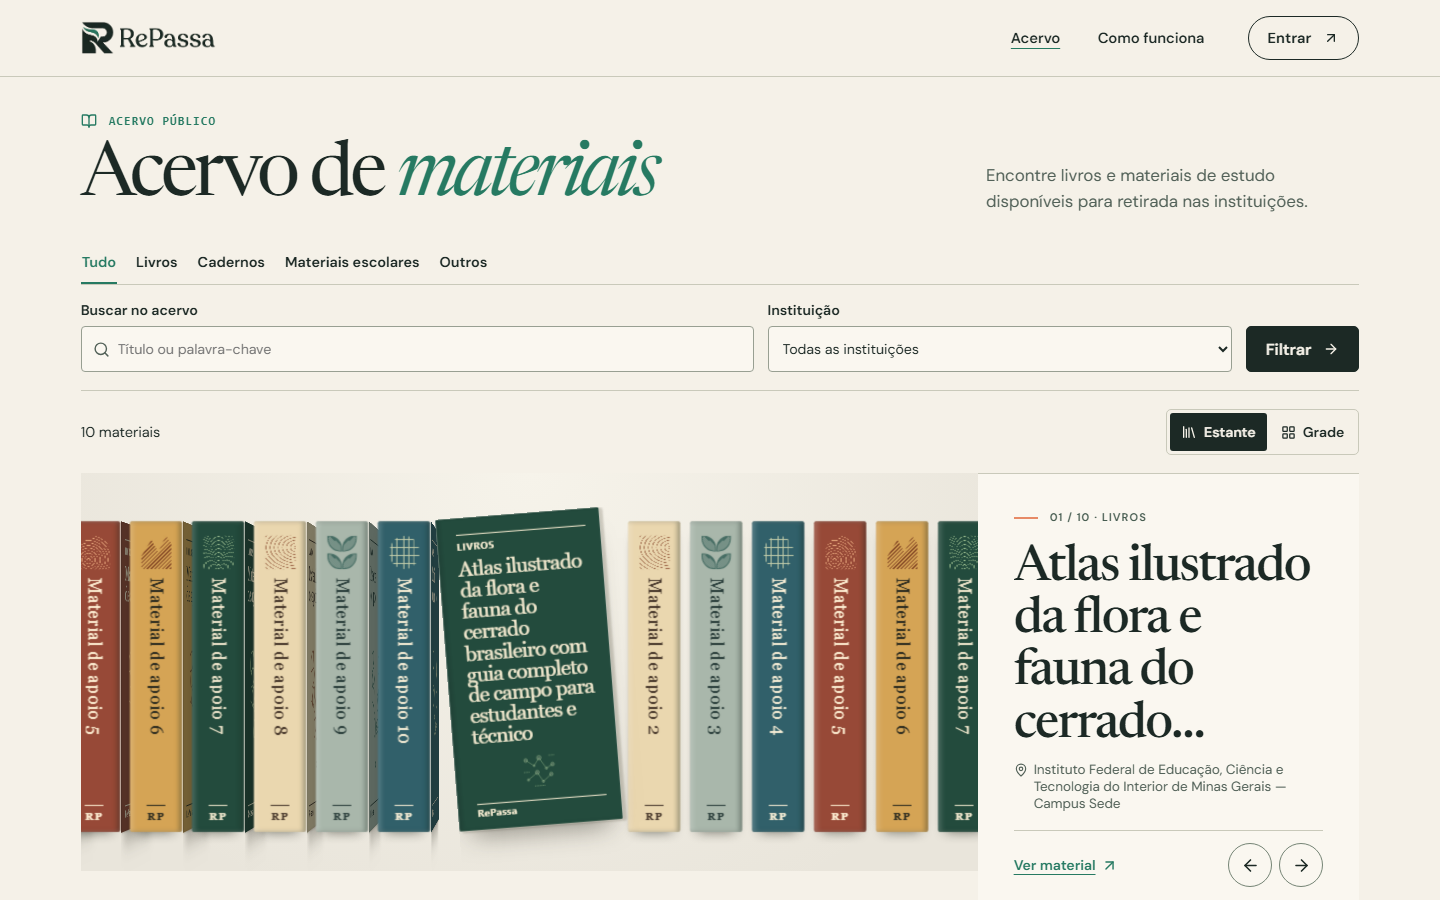 RePassa
Acervo
Como funciona
Entrar
ACERVO PÚBLICO
Acervo de materiais
Encontre livros e materiais de estudo
disponíveis para retirada nas instituições.
Tudo
Livros
Cadernos
Materiais escolares
Outros
Buscar no acervo
Título ou palavra-chave
Instituição
Todas as instituições
Filtrar
10 materiais
Estante
Grade
Material de apoio 5
RP
Material de apoio 6
RP
Material de apoio 7
RP
Material de apoio 8
RP
Material de apoio 9
RP
Material de apoio 10
RP
LIVROS
Atlas ilustrado
da flora e
fauna do
cerrado
brasileiro com
guia completo
de campo para
estudantes e
técnico
RePassa
Material de apoio 2
RP
Material de apoio 3
RP
Material de apoio 4
RP
Material de apoio 5
RP
Material de apoio 6
RP
Material de apoio 7
RP
01 / 10 · LIVROS
Atlas ilustrado
da flora e
fauna do
cerrado...
Instituto Federal de Educação, Ciência e
Tecnologia do Interior de Minas Gerais —
Campus Sede
Ver material